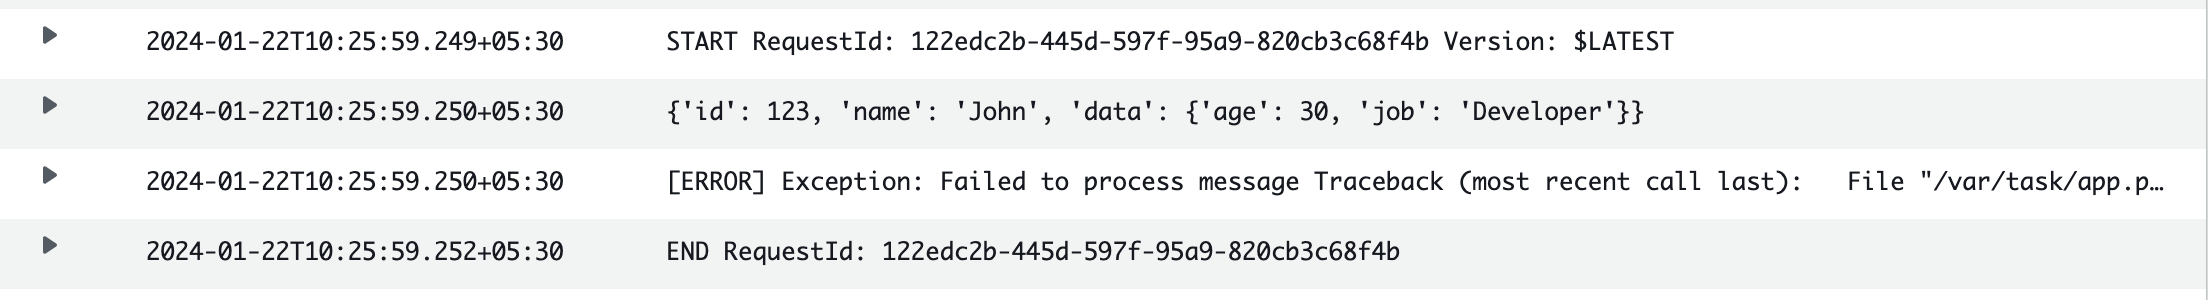 2024-01-22T10:25:59.249+05:30 START RequestId: 122edc2b-445d-597f-95a9-820cb3c68f4b Version: $LATEST
2024-01-22T10:25:59.250+05:30 {'id': 123, 'name': 'John', 'data': {'age': 30, 'job': 'Developer'}}
2024-01-22T10:25:59.250+05:30 [ERROR] Exception: Failed to process message Traceback (most recent call last):   File "/var/task/app.p…
2024-01-22T10:25:59.252+05:30 END RequestId: 122edc2b-445d-597f-95a9-820cb3c68f4b